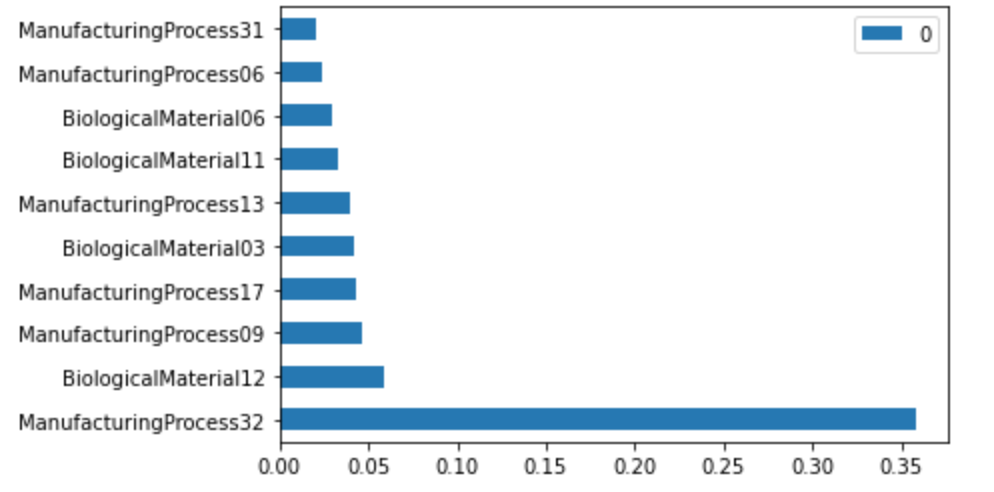 ManufacturingProcess31
0
ManufacturingProcess06
BiologicalMaterial06
BiologicalMaterial11
ManufacturingProcess13
BiologicalMaterial03
ManufacturingProcess17
ManufacturingProcess09
BiologicalMaterial12
ManufacturingProcess32
0.00 0.05 0.10 0.15 0.20 0.25 0.30 0.35